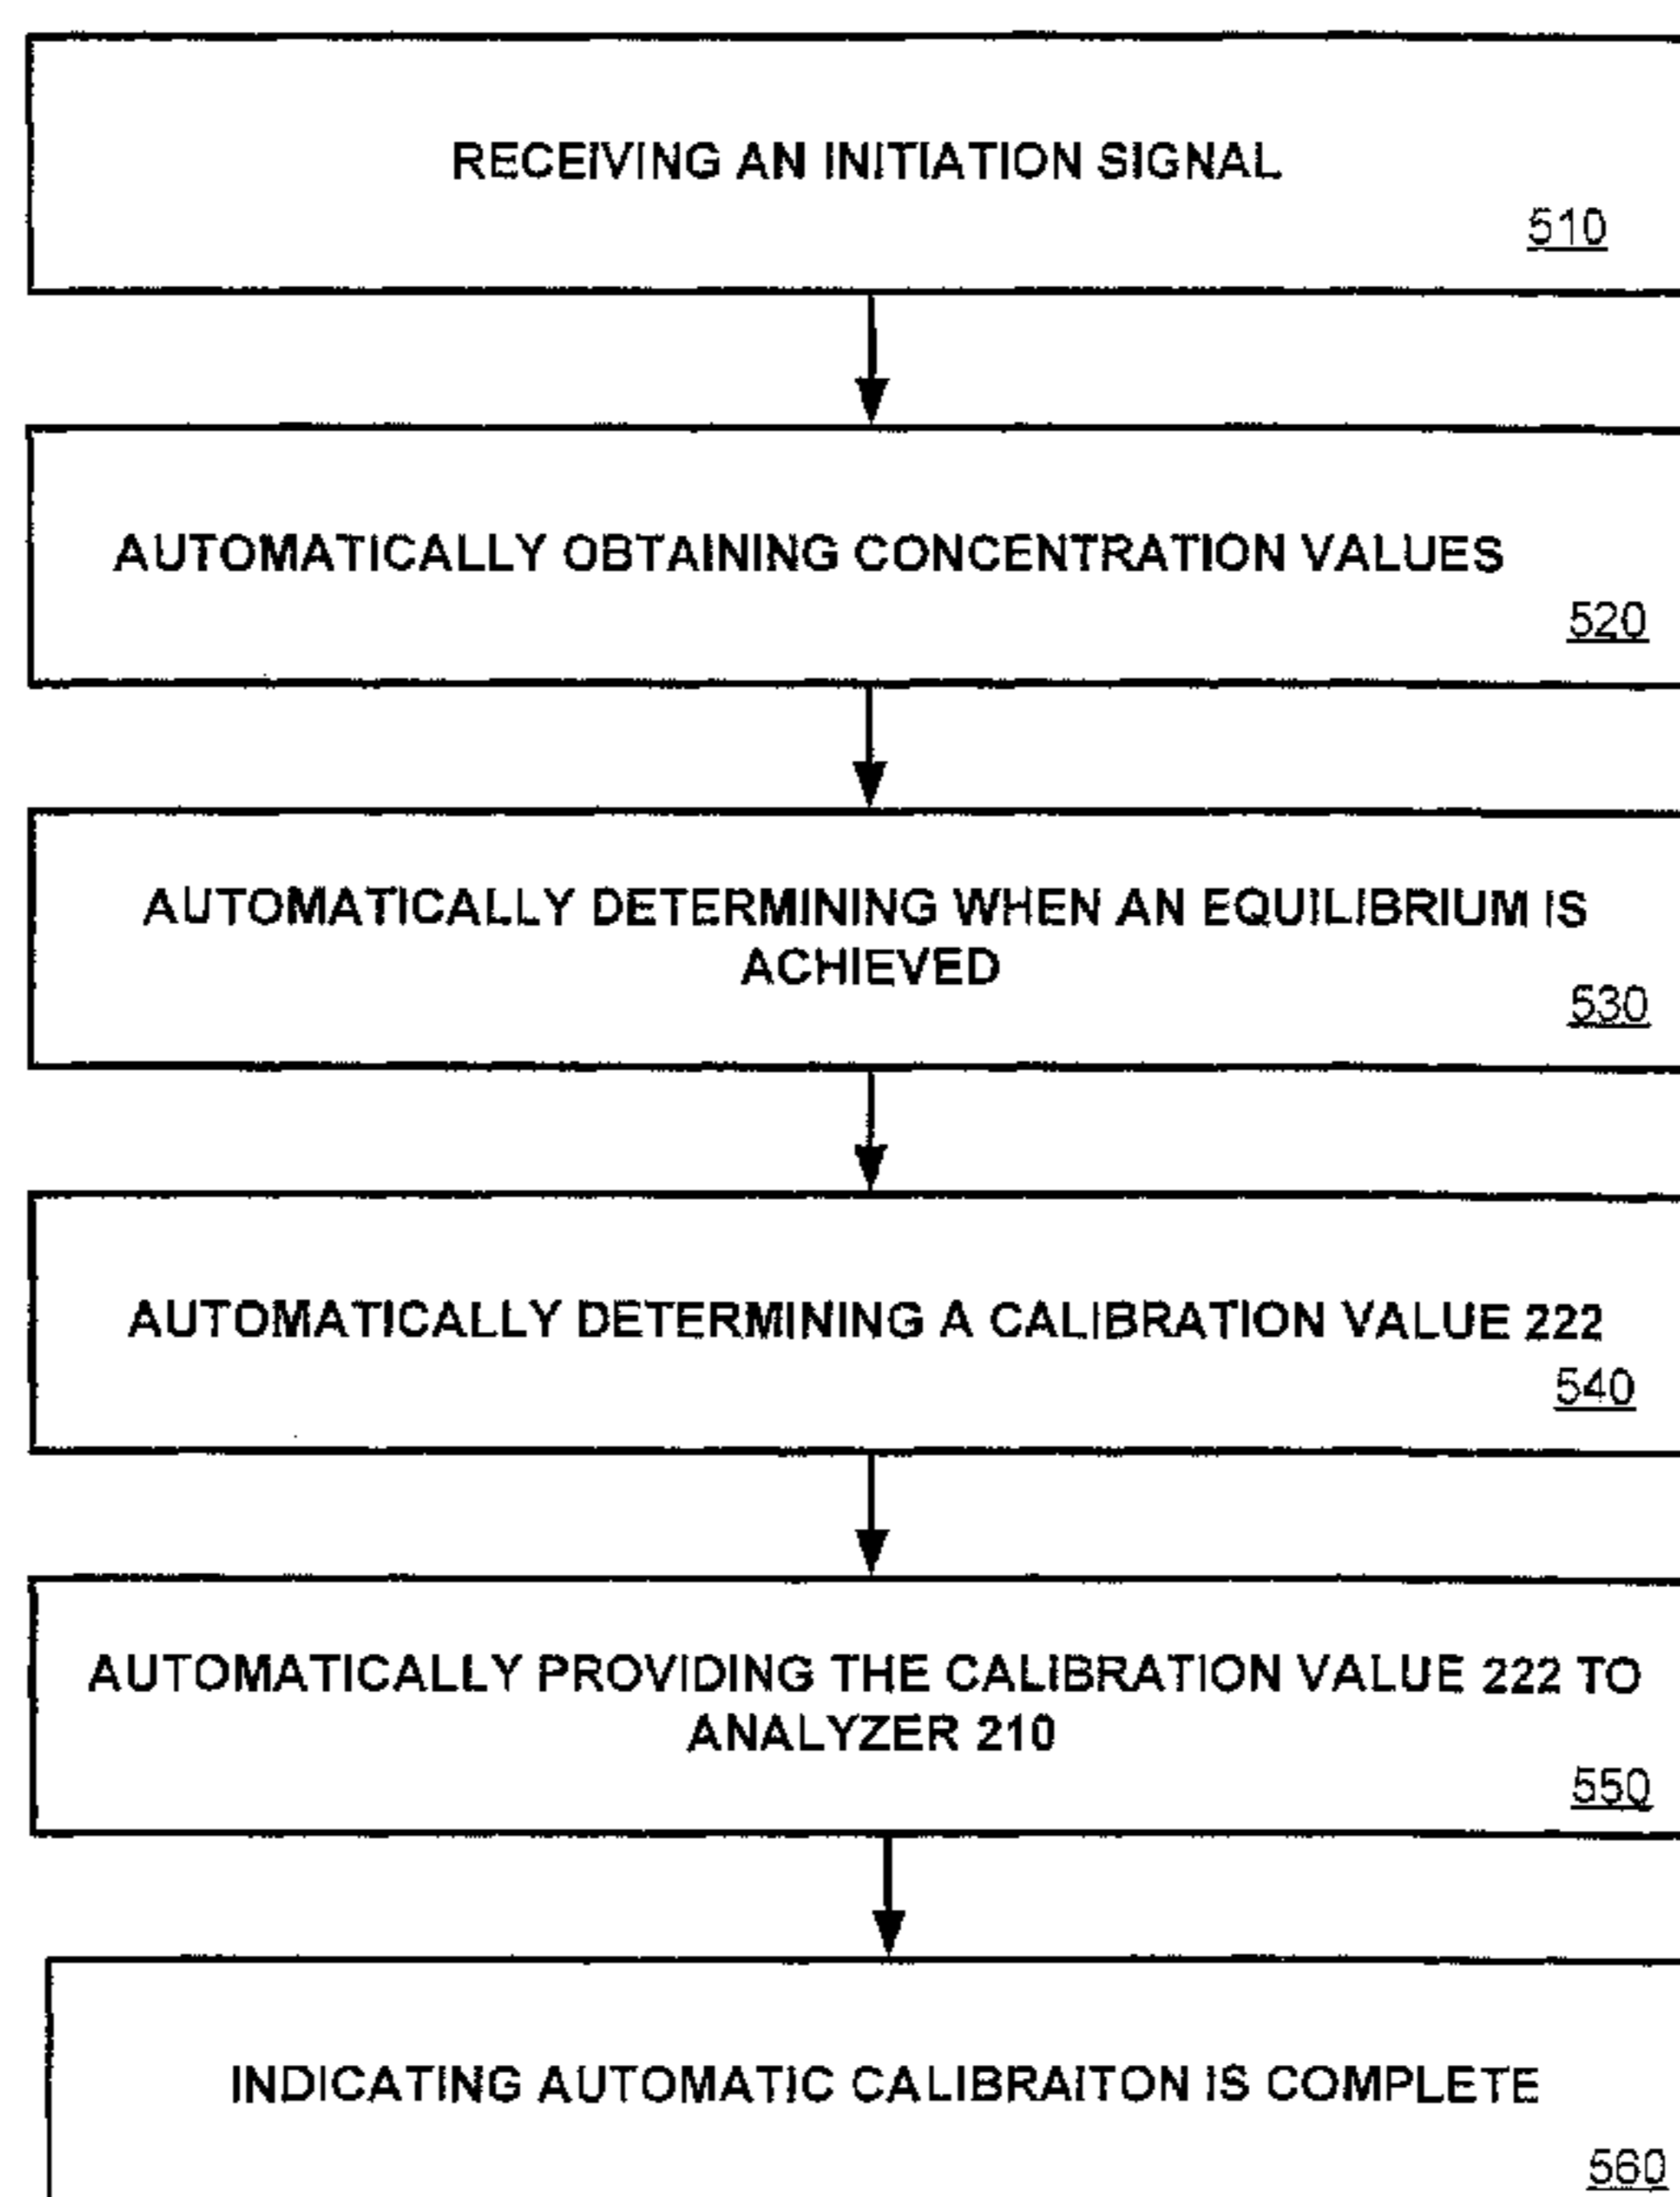 RECEIVING AN INITIATION SIGNAL
510
AUTOMATICALLY OBTAINING CONCENTRATION VALUES
520
AUTOMATICALLY DETERMINING WHEN AN EQUILIBRIUM IS
ACHIEVED
530
AUTOMATICALLY DETERMINING A CALIBRATION VALUE 222
540
AUTOMATICALLY PROVIDING THE CALIBRATION VALUE 222 TO
ANALYZER 210
550
INDICATING AUTOMATIC CALIBRAITON IS COMPLETE
560